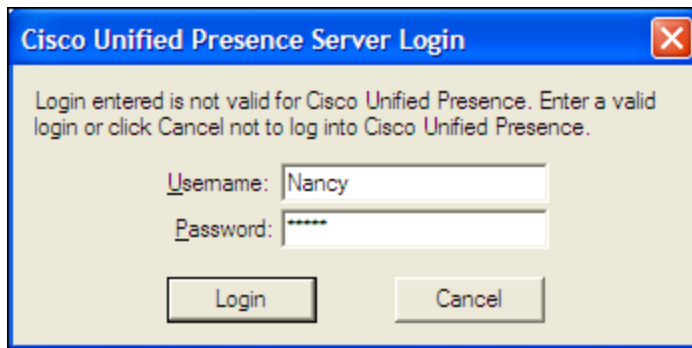 Cisco Unified Presence Server Login
Login entered is not valid for Cisco Unified Presence. Enter a valid
login or click Cancel not to log into Cisco Unified Presence.
Username: Nancy
Password: *****
Login Cancel